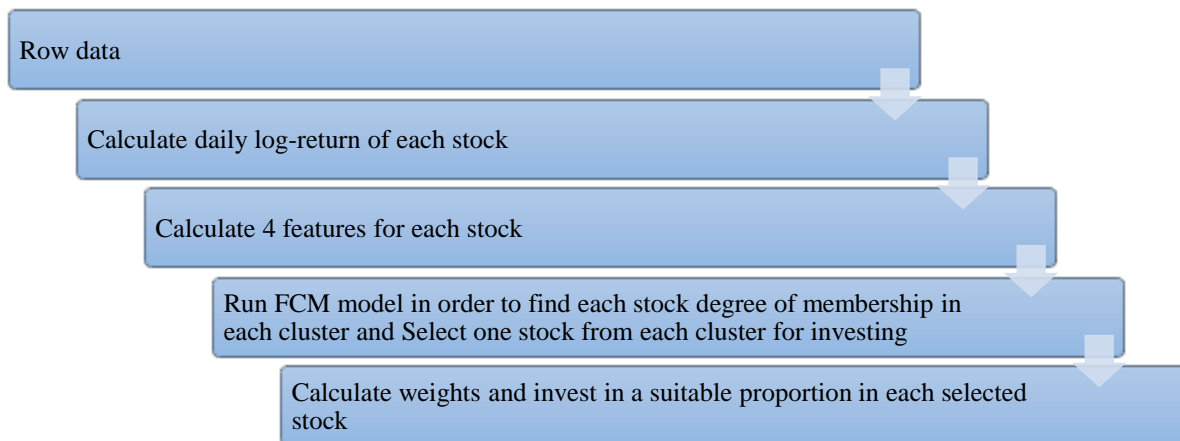 Row data
Calculate daily log-return of each stock
Calculate 4 features for each stock
Run FCM model in order to find each stock degree of membership in
each cluster and Select one stock from each cluster for investing
Calculate weights and invest in a suitable proportion in each selected
stock